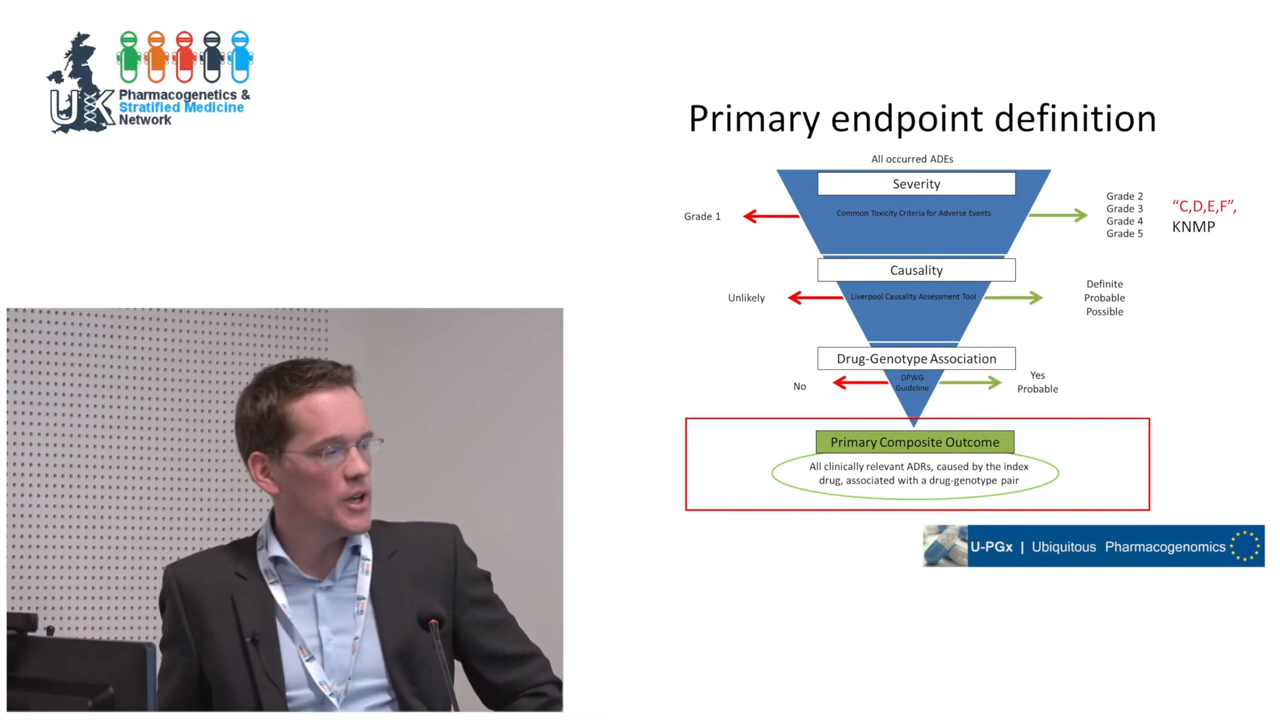 UK
Pharmacogenetics &
Stratified Medicine
Network
Primary endpoint definition
All occurred ADEs
Severity
Common Toxicity Criteria for Adverse Events
Grade 1
Grade 2
Grade 3
Grade 4
Grade 5
“C,D,E,F”,
KNMP
Causality
Liverpool Causality Assessment Tool
Unlikely
Definite
Probable
Possible
Drug-Genotype Association
DPWG
Guideline
No
Yes
Probable
Primary Composite Outcome
All clinically relevant ADRs, caused by the index
drug, associated with a drug-genotype pair
U-PGx | Ubiquitous Pharmacogenomics